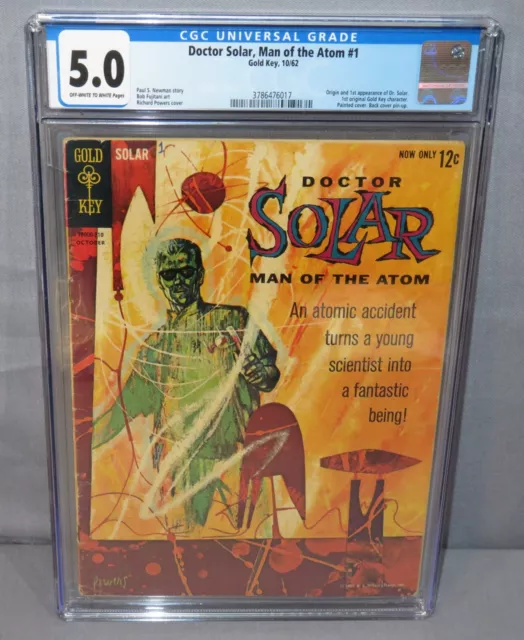 CGC UNIVERSAL GRADE
5.0
OFF-WHITE TO WHITE Pages
Doctor Solar, Man of the Atom #1
Gold Key, 10/62
Paul S. Newman story
Bob Fujitani art
Richard Powers cover
3786476017
Origin and 1st appearance of Dr. Solar.
1st original Gold Key character.
Painted cover. Back cover pin-up.
GOLD
KEY
SOLAR
OCTOBER
NOW ONLY 12¢
DOCTOR
SOLAR
MAN OF THE ATOM
An atomic accident
turns a young
scientist into
a fantastic
being!
Powers